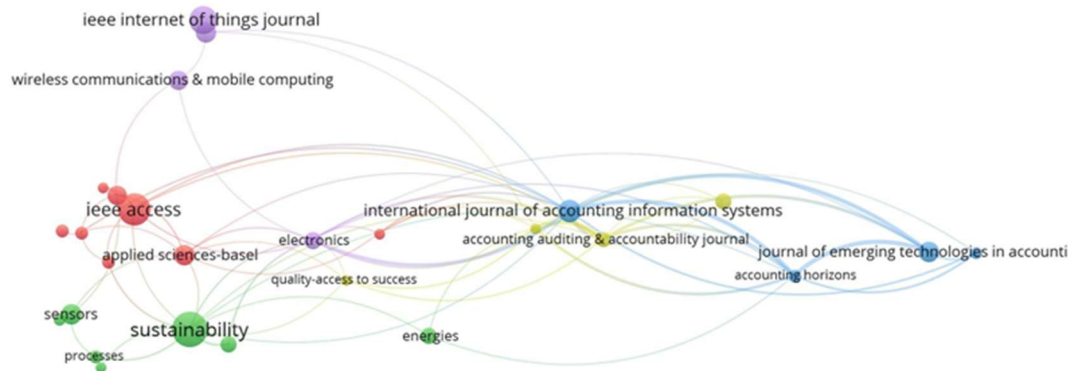 ieee internet of things journal
wireless communications & mobile computing
ieee access
international journal of accounting information systems
electronics
accounting auditing & accountability journal
applied sciences-basel
journal of emerging technologies in accounti
quality-access to success
accounting horizons
sensors
sustainability
energies
processes